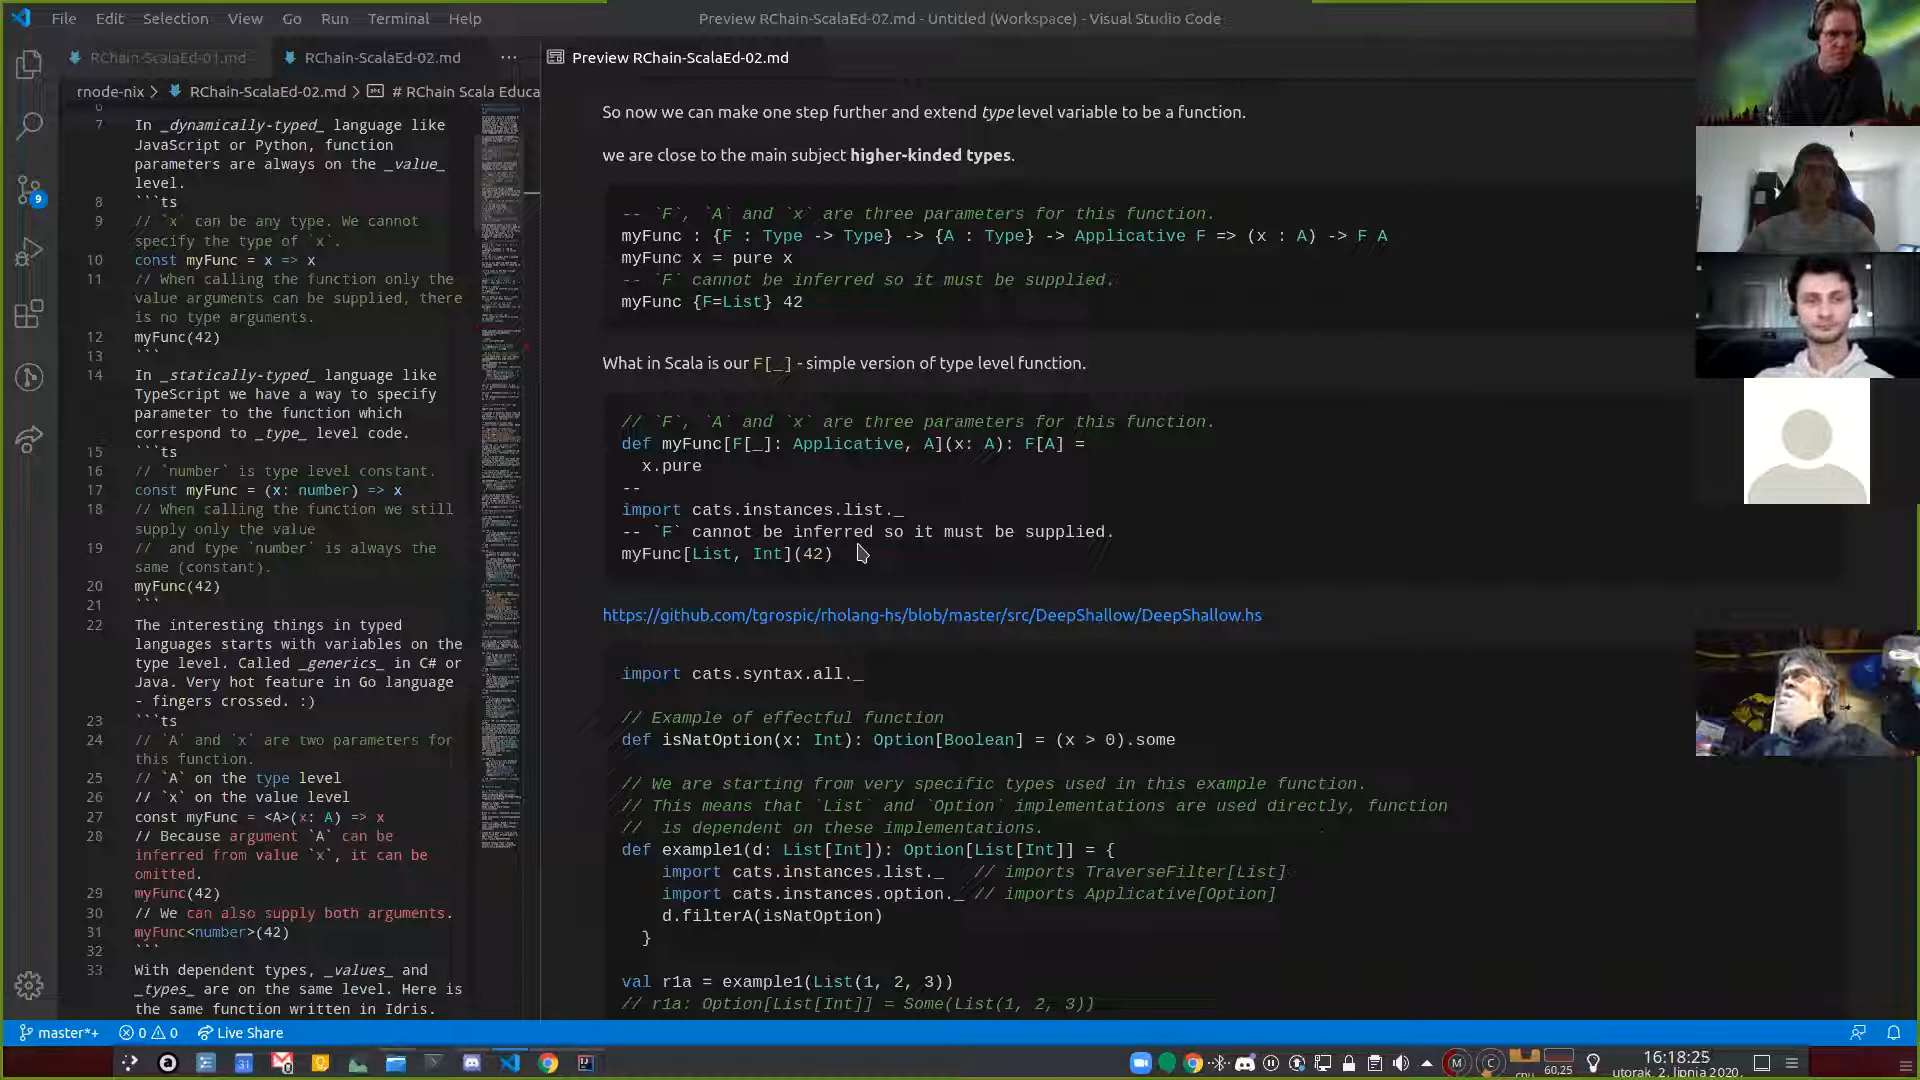 File Edit Selection View Go Run Terminal Help
Preview RChain-ScalaEd-02.md - Untitled (Workspace) - Visual Studio Code
RChain-ScalaEd-01.md
RChain-ScalaEd-02.md
...
Preview RChain-ScalaEd-02.md
rnode-nix > RChain-ScalaEd-02.md > # RChain Scala Educa
6
7 In _dynamically-typed_ language like
JavaScript or Python, function
parameters are always on the _value_
level.
8 ```ts
9 // `x` can be any type. We cannot
specify the type of `x`.
10 const myFunc = x => x
11 // When calling the function only the
value arguments can be supplied, there
is no type arguments.
12 myFunc(42)
13 ```
14 In _statically-typed_ language like
TypeScript we have a way to specify
parameter to the function which
correspond to _type_ level code.
15 ```ts
16 // `number` is type level constant.
17 const myFunc = (x: number) => x
18 // When calling the function we still
supply only the value
19 //  and type `number` is always the
same (constant).
20 myFunc(42)
21 ```
22 The interesting things in typed
languages starts with variables on the
type level. Called _generics_ in C# or
Java. Very hot feature in Go language
- fingers crossed. :)
23 ```ts
24 // `A` and `x` are two parameters for
this function.
25 // `A` on the type level
26 // `x` on the value level
27 const myFunc = <A>(x: A) => x
28 // Because argument `A` can be
inferred from value `x`, it can be
omitted.
29 myFunc(42)
30 // We can also supply both arguments.
31 myFunc<number>(42)
32 ```
33 With dependent types, _values_ and
_types_ are on the same level. Here is
the same function written in Idris.
So now we can make one step further and extend type level variable to be a function.
we are close to the main subject higher-kinded types.
-- `F`, `A` and `x` are three parameters for this function.
myFunc : {F : Type -> Type} -> {A : Type} -> Applicative F => (x : A) -> F A
myFunc x = pure x
-- `F` cannot be inferred so it must be supplied.
myFunc {F=List} 42
What in Scala is our F[_] - simple version of type level function.
// `F`, `A` and `x` are three parameters for this function.
def myFunc[F[_]: Applicative, A](x: A): F[A] =
x.pure
--
import cats.instances.list._
-- `F` cannot be inferred so it must be supplied.
myFunc[List, Int](42)
https://github.com/tgrospic/rholang-hs/blob/master/src/DeepShallow/DeepShallow.hs
import cats.syntax.all._
// Example of effectful function
def isNatOption(x: Int): Option[Boolean] = (x > 0).some
// We are starting from very specific types used in this example function.
// This means that `List` and `Option` implementations are used directly, function
//  is dependent on these implementations.
def example1(d: List[Int]): Option[List[Int]] = {
import cats.instances.list._   // imports TraverseFilter[List]
import cats.instances.option._ // imports Applicative[Option]
d.filterA(isNatOption)
}
val r1a = example1(List(1, 2, 3))
// r1a: Option[List[Int]] = Some(List(1, 2, 3))
9
master*+ 0 0 Live Share
31
M
C
60,25
16:18:25
utorak, 2. lipnja 2020.